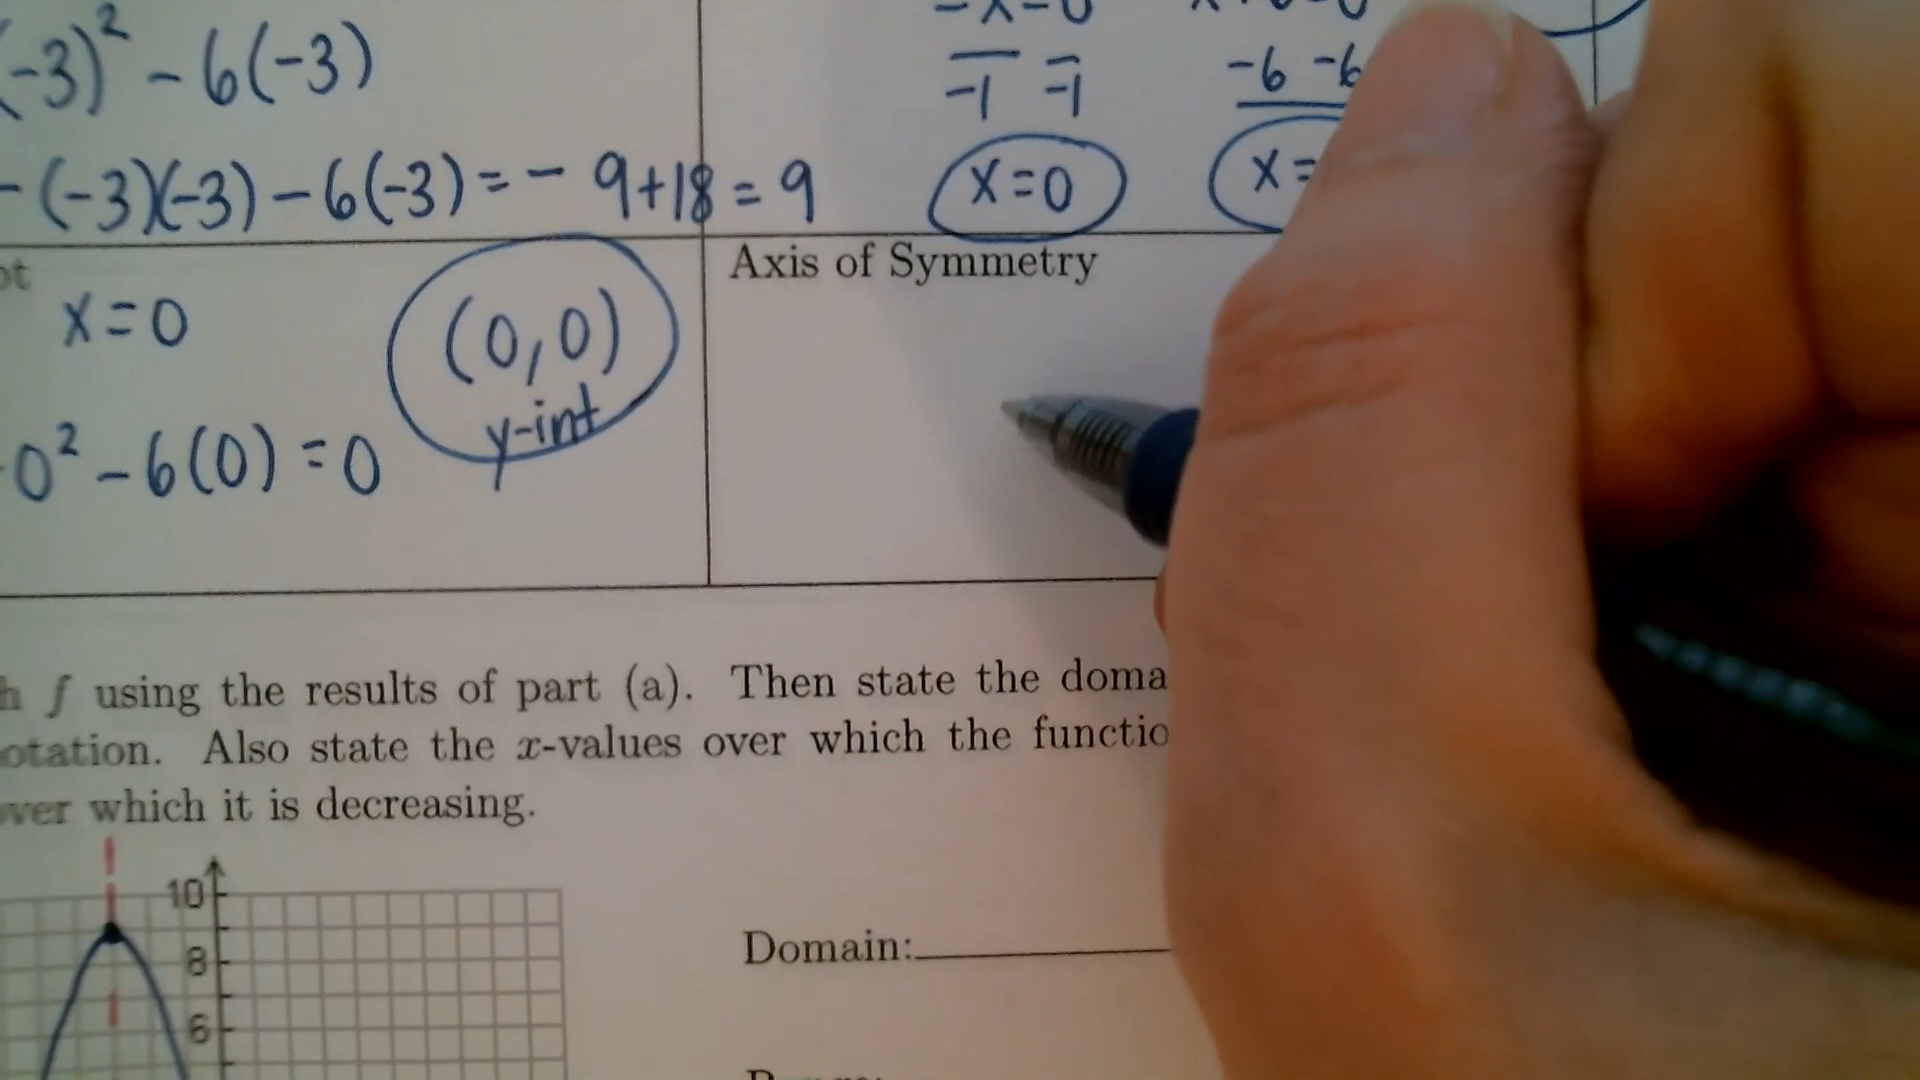 (-3)² - 6(-3)
-(-3)(-3) - 6(-3) = - 9+18 = 9
-x=0
-1 -1
x=0
-6 -6
x=
x=0
(0,0)
y-int
0² - 6(0) = 0
Axis of Symmetry
f using the results of part (a). Then state the doma
otation. Also state the x-values over which the functio
ver which it is decreasing.
10
8
6
Domain: